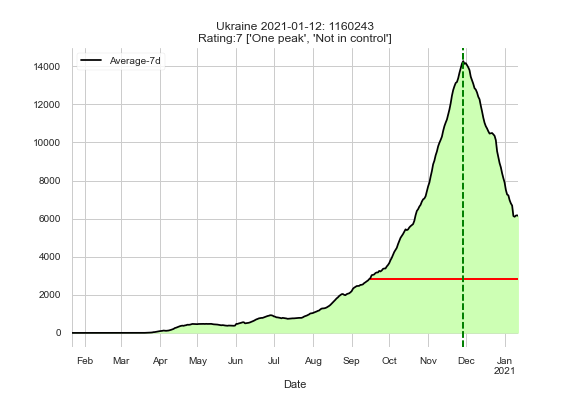 Ukraine 2021-01-12: 1160243
Rating:7 ['One peak', 'Not in control']
Average-7d
14000
12000
10000
8000
6000
4000
2000
0
Feb Mar Apr May Jun Jul Aug Sep Oct Nov Dec Jan
2021
Date